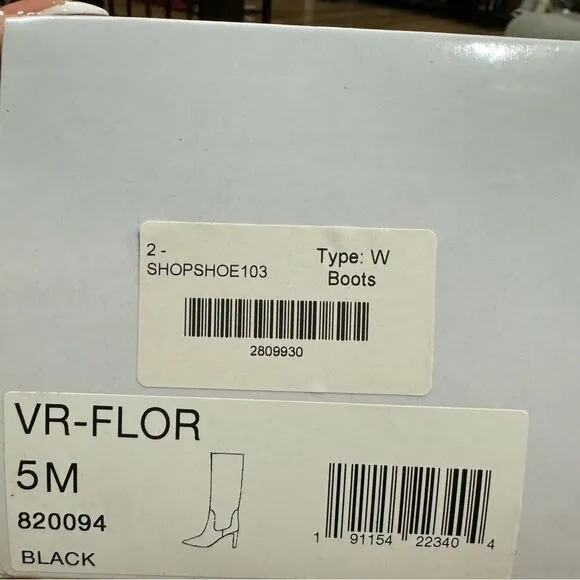 2 -
SHOPSHOE103
Type: W
Boots
2809930
VR-FLOR
5M
820094
BLACK
1 91154 22340 4